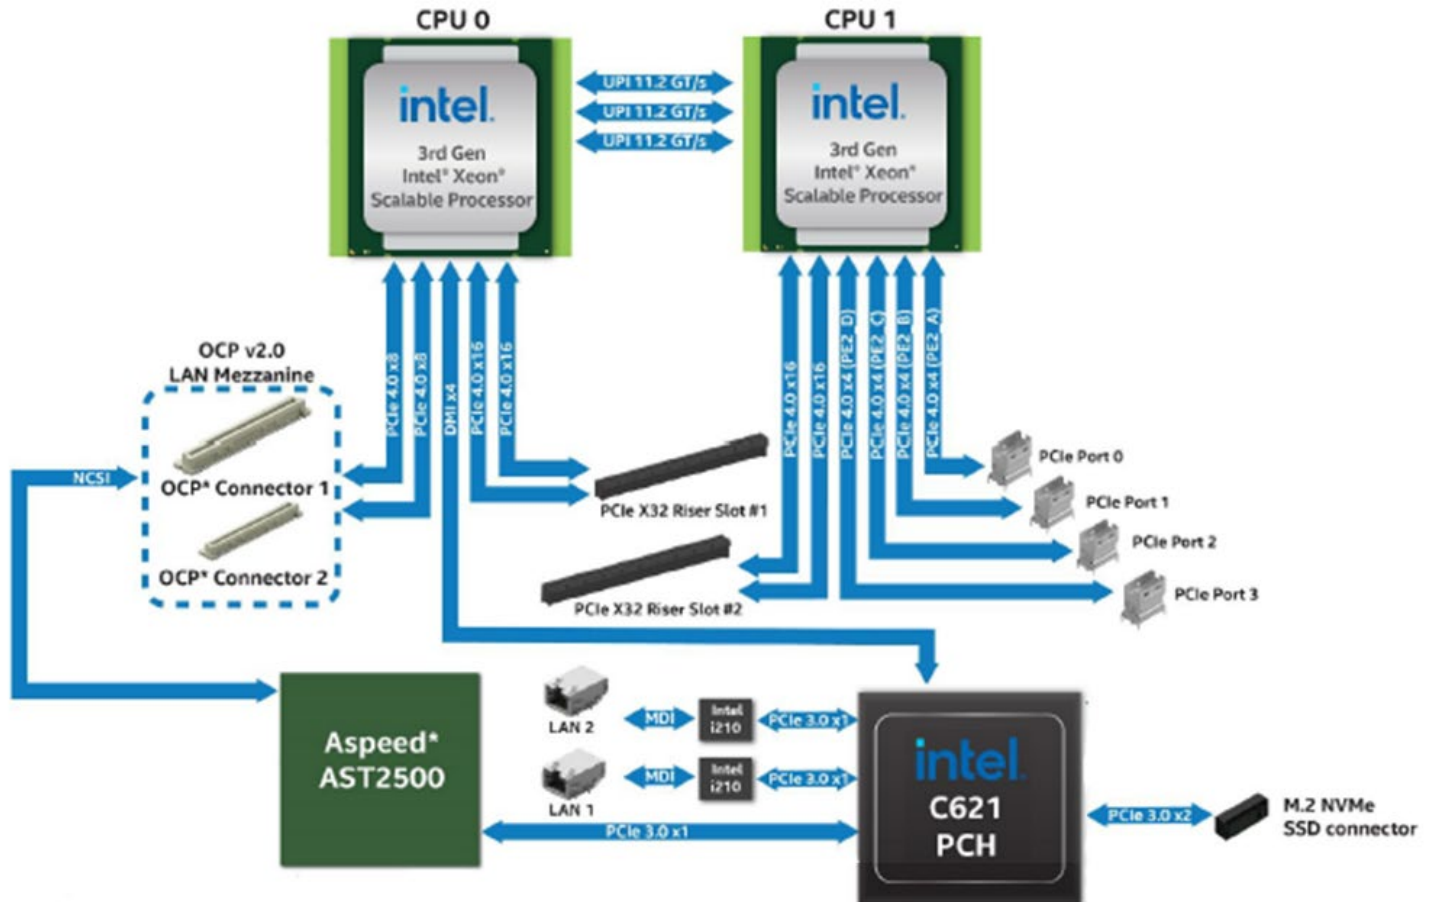 CPU 0
CPU 1
intel.
3rd Gen
Intel® Xeon®
Scalable Processor
UPI 11.2 GT/s
UPI 11.2 GT/s
UPI 11.2 GT/s
intel.
3rd Gen
Intel® Xeon®
Scalable Processor
PCIe 4.0 x8
PCIe 4.0 x8
DMI x4
PCIe 4.0 x16
PCIe 4.0 x16
PCIe 4.0 x16
PCIe 4.0 x16
PCIe 4.0 x4 (PE2_D)
PCIe 4.0 x4 (PE2_C)
PCIe 4.0 x4 (PE2_B)
PCIe 4.0 x4 (PE2_A)
OCP v2.0
LAN Mezzanine
NCSI
OCP* Connector 1
OCP* Connector 2
PCIe X32 Riser Slot #1
PCIe X32 Riser Slot #2
PCIe Port 0
PCIe Port 1
PCIe Port 2
PCIe Port 3
Aspeed*
AST2500
LAN 2
MDI
Intel
i210
PCIe 3.0 x1
LAN 1
MDI
Intel
i210
PCIe 3.0 x1
PCIe 3.0 x1
intel.
C621
PCH
PCIe 3.0 x2
M.2 NVMe
SSD connector